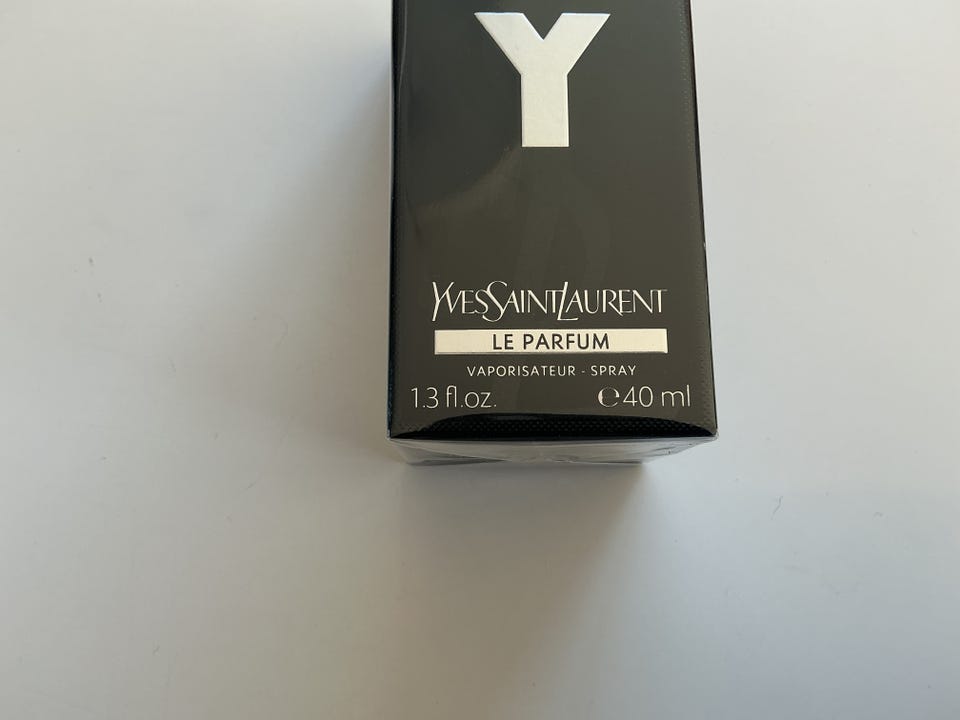 Y
YVESSAINTLAURENT
LE PARFUM
VAPORISATEUR - SPRAY
1.3 fl.oz. ℮40 ml